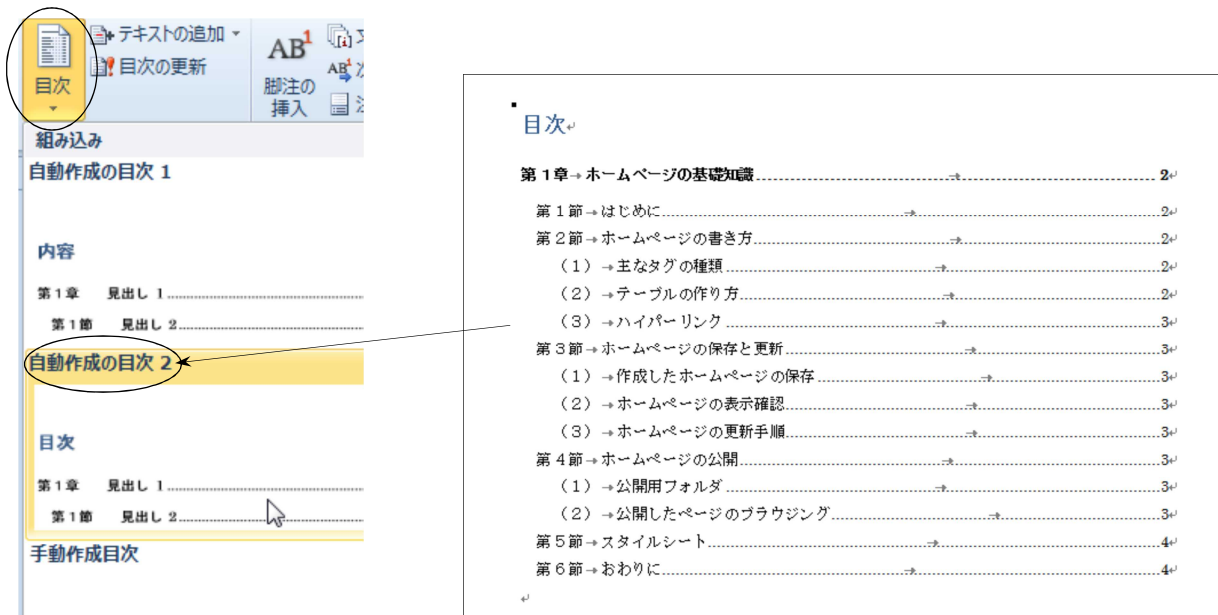 テキストの追加
目次の更新
目次
AB1
脚注の
挿入
AB1
組み込み
自動作成の目次 1
内容
第1章 見出し 1
第1節 見出し 2
自動作成の目次 2
目次
第1章 見出し 1
第1節 見出し 2
手動作成目次
目次
第1章→ホームページの基礎知識 → 2
第1節→はじめに → 2
第2節→ホームページの書き方 → 2
(1)→主なタグの種類 → 2
(2)→テーブルの作り方 → 2
(3)→ハイパーリンク → 3
第3節→ホームページの保存と更新 → 3
(1)→作成したホームページの保存 → 3
(2)→ホームページの表示確認 → 3
(3)→ホームページの更新手順 → 3
第4節→ホームページの公開 → 3
(1)→公開用フォルダ → 3
(2)→公開したページのブラウジング → 3
第5節→スタイルシート → 4
第6節→おわりに → 4